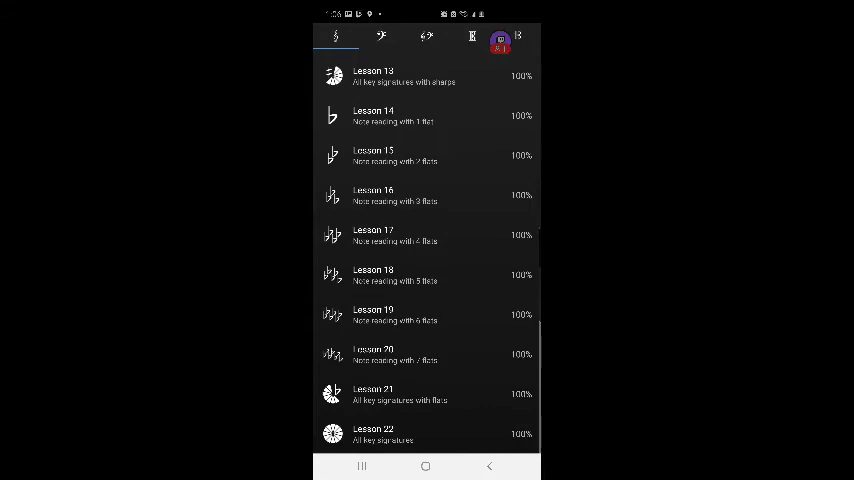 1:06
Lesson 13
100%
All key signatures with sharps
Lesson 14
100%
Note reading with 1 flat
Lesson 15
100%
Note reading with 2 flats
Lesson 16
100%
Note reading with 3 flats
Lesson 17
100%
Note reading with 4 flats
Lesson 18
100%
Note reading with 5 flats
Lesson 19
100%
Note reading with 6 flats
Lesson 20
100%
Note reading with 7 flats
Lesson 21
100%
All key signatures with flats
Lesson 22
100%
All key signatures